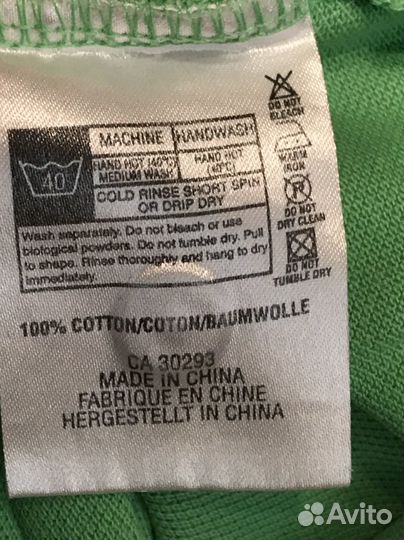 DO NOT
BLEACH
WARM
IRON
DO NOT
DRY CLEAN
DO NOT
TUMBLE DRY
40
MACHINE HANDWASH
HAND HOT (40°C) HAND HOT
MEDIUM WASH (40°C)
COLD RINSE SHORT SPIN
OR DRIP DRY
Wash separately. Do not bleach or use
biological powders. Do not tumble dry. Pull
to shape. Rinse thoroughly and hang to dry
immediately.
100% COTTON/COTON/BAUMWOLLE
CA 30293
MADE IN CHINA
FABRIQUE EN CHINE
HERGESTELLT IN CHINA
Avito